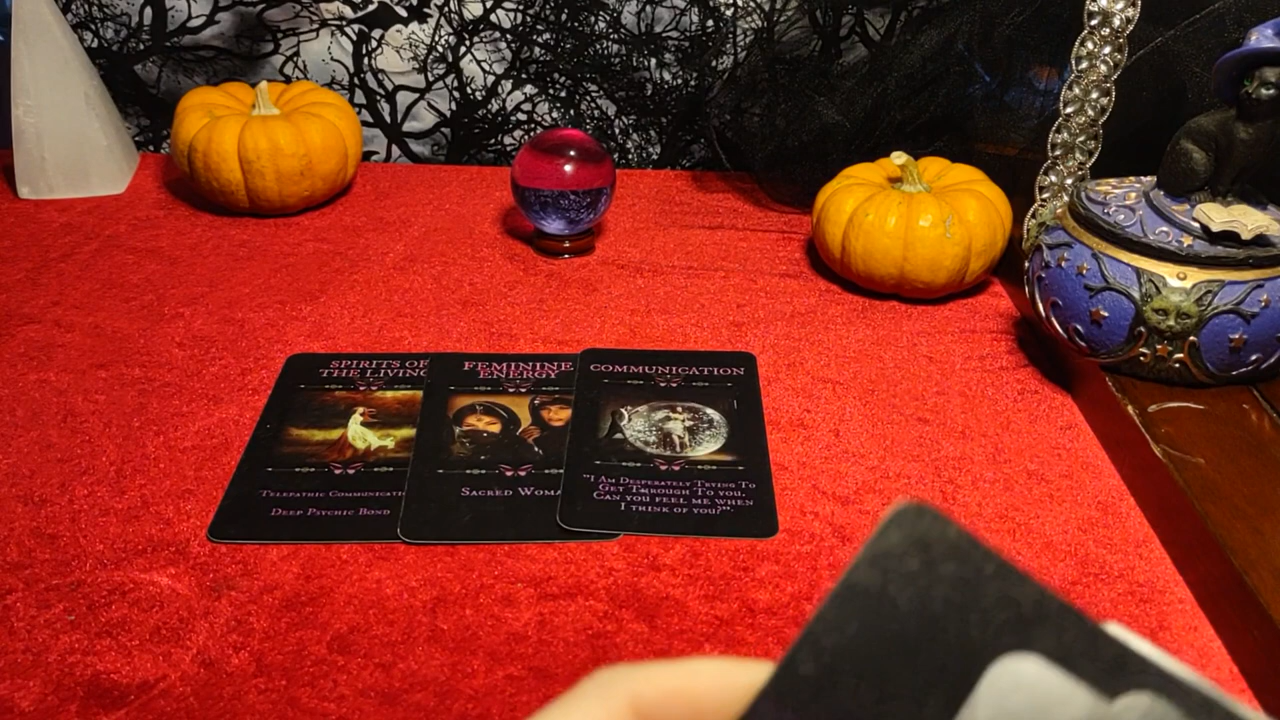 SPIRITS OF
THE LIVING
TELEPATHIC COMMUNICATI
DEEP PSYCHIC BOND
FEMININE
ENERGY
SACRED WOMA
COMMUNICATION
"I AM DESPERATELY TRYING TO
GET THROUGH TO YOU.
CAN YOU FEEL ME WHEN
I THINK OF YOU?".